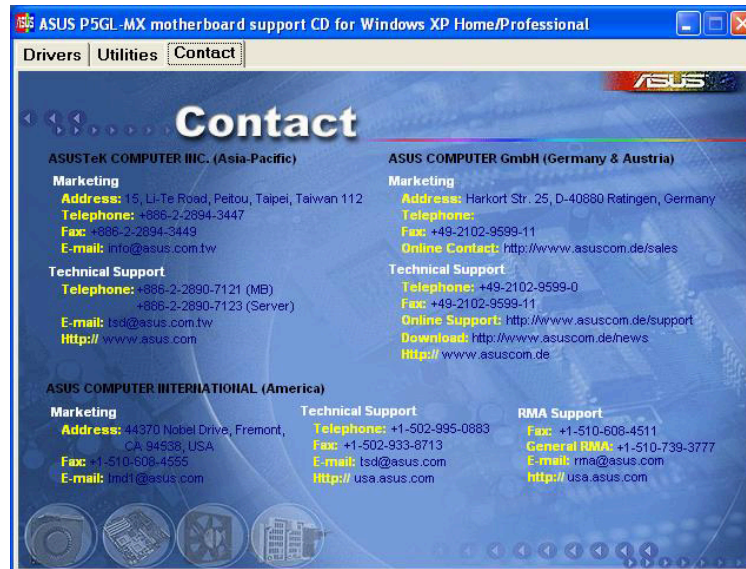 ASUS P5GL-MX motherboard support CD for Windows XP Home/Professional
Drivers Utilities Contact
ASUS
Contact
ASUSTeK COMPUTER INC. (Asia-Pacific)
Marketing
Address: 15, Li-Te Road, Peitou, Taipei, Taiwan 112
Telephone: +886-2-2894-3447
Fax: +886-2-2894-3449
E-mail: info@asus.com.tw
Technical Support
Telephone: +886-2-2890-7121 (MB)
+886-2-2890-7123 (Server)
E-mail: tsd@asus.com.tw
Http:// www.asus.com
ASUS COMPUTER GmbH (Germany & Austria)
Marketing
Address: Harkort Str. 25, D-40880 Ratingen, Germany
Telephone:
Fax: +49-2102-9599-11
Online Contact: http://www.asuscom.de/sales
Technical Support
Telephone: +49-2102-9599-0
Fax: +49-2102-9599-11
Online Support: http://www.asuscom.de/support
Download: http://www.asuscom.de/news
Http:// www.asuscom.de
ASUS COMPUTER INTERNATIONAL (America)
Marketing
Address: 44370 Nobel Drive, Fremont,
CA 94538, USA
Fax: +1-510-608-4555
E-mail: tmd1@asus.com
Technical Support
Telephone: +1-502-995-0883
Fax: +1-502-933-8713
E-mail: tsd@asus.com
Http:// usa.asus.com
RMA Support
Fax: +1-510-608-4511
General RMA: +1-510-739-3777
E-mail: rma@asus.com
http:// usa.asus.com